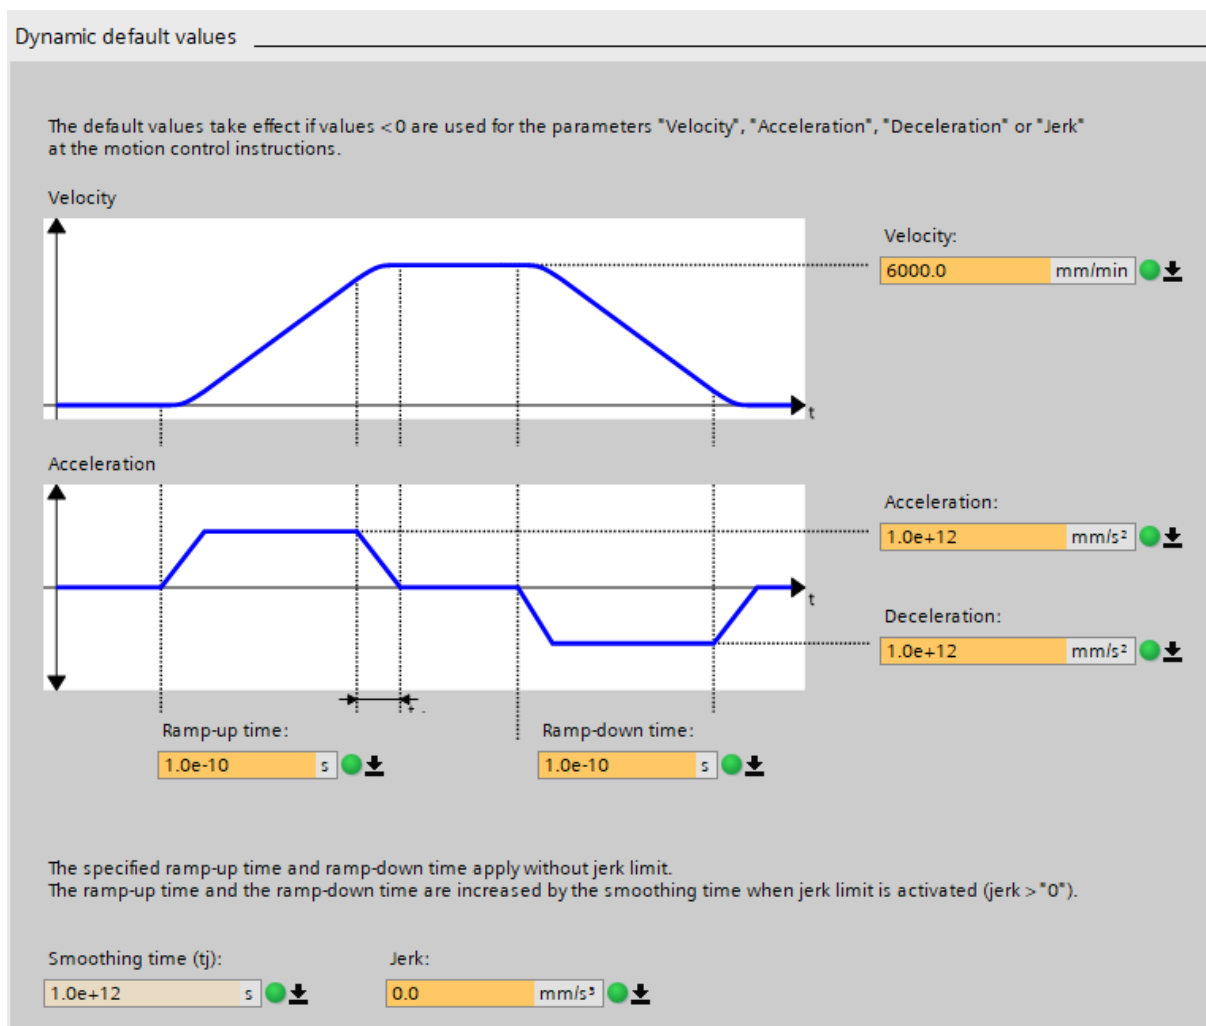 Dynamic default values
The default values take effect if values <0 are used for the parameters "Velocity", "Acceleration", "Deceleration" or "Jerk"
at the motion control instructions.
Velocity
Velocity:
6000.0 mm/min
t
Acceleration
Acceleration:
1.0e+12 mm/s²
t
Deceleration:
1.0e+12 mm/s²
Ramp-up time: Ramp-down time:
1.0e-10 s 1.0e-10 s
The specified ramp-up time and ramp-down time apply without jerk limit.
The ramp-up time and the ramp-down time are increased by the smoothing time when jerk limit is activated (jerk >"0").
Smoothing time (tj): Jerk:
1.0e+12 s 0.0 mm/s³